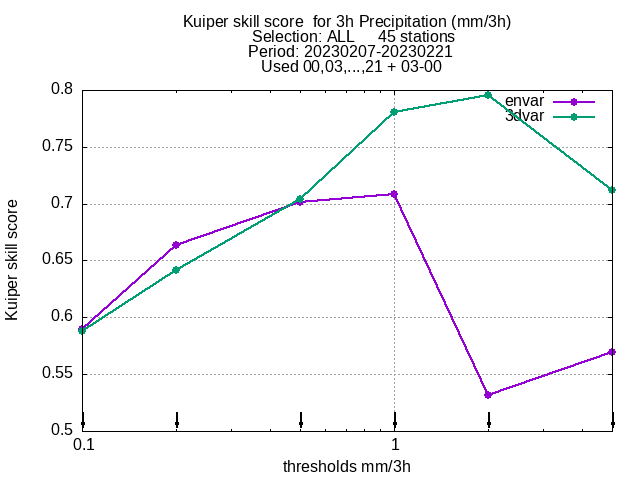 Kuiper skill score  for 3h Precipitation (mm/3h)
Selection: ALL     45 stations
Period: 20230207-20230221
Used 00,03,...,21 + 03-00
envar
3dvar
0.8
0.75
0.7
0.65
0.6
0.55
0.5
Kuiper skill score
0.1
1
thresholds mm/3h